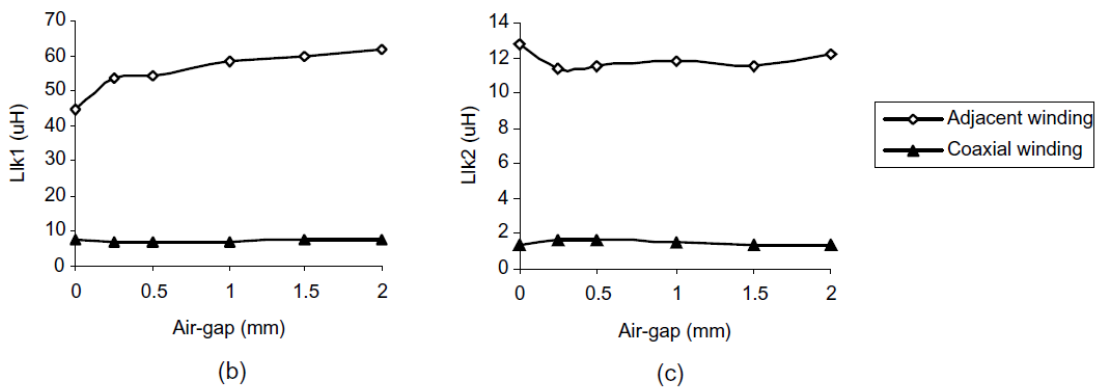 70
60
50
40
30
20
10
0
Llk1 (uH)
0 0.5 1 1.5 2
Air-gap (mm)
(b)
14
12
10
8
6
4
2
0
Llk2 (uH)
0 0.5 1 1.5 2
Air-gap (mm)
(c)
Adjacent winding
Coaxial winding